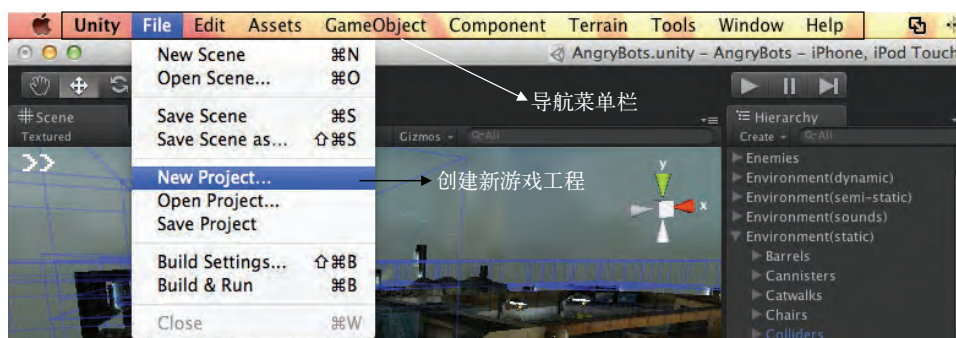 Unity File Edit Assets GameObject Component Terrain Tools Window Help
AngryBots.unity – AngryBots – iPhone, iPod Touch
New Scene ⌘N
Open Scene... ⌘O
Save Scene ⌘S
Save Scene as... ⇧⌘S
New Project...
Open Project...
Save Project
Build Settings... ⇧⌘B
Build & Run ⌘B
Close ⌘W
导航菜单栏
创建新游戏工程
Scene
Textured
Gizmos
All
>>
y
x
Hierarchy
Create
All
Enemies
Environment(dynamic)
Environment(semi-static)
Environment(sounds)
Environment(static)
Barrels
Cannisters
Catwalks
Chairs
Colliders